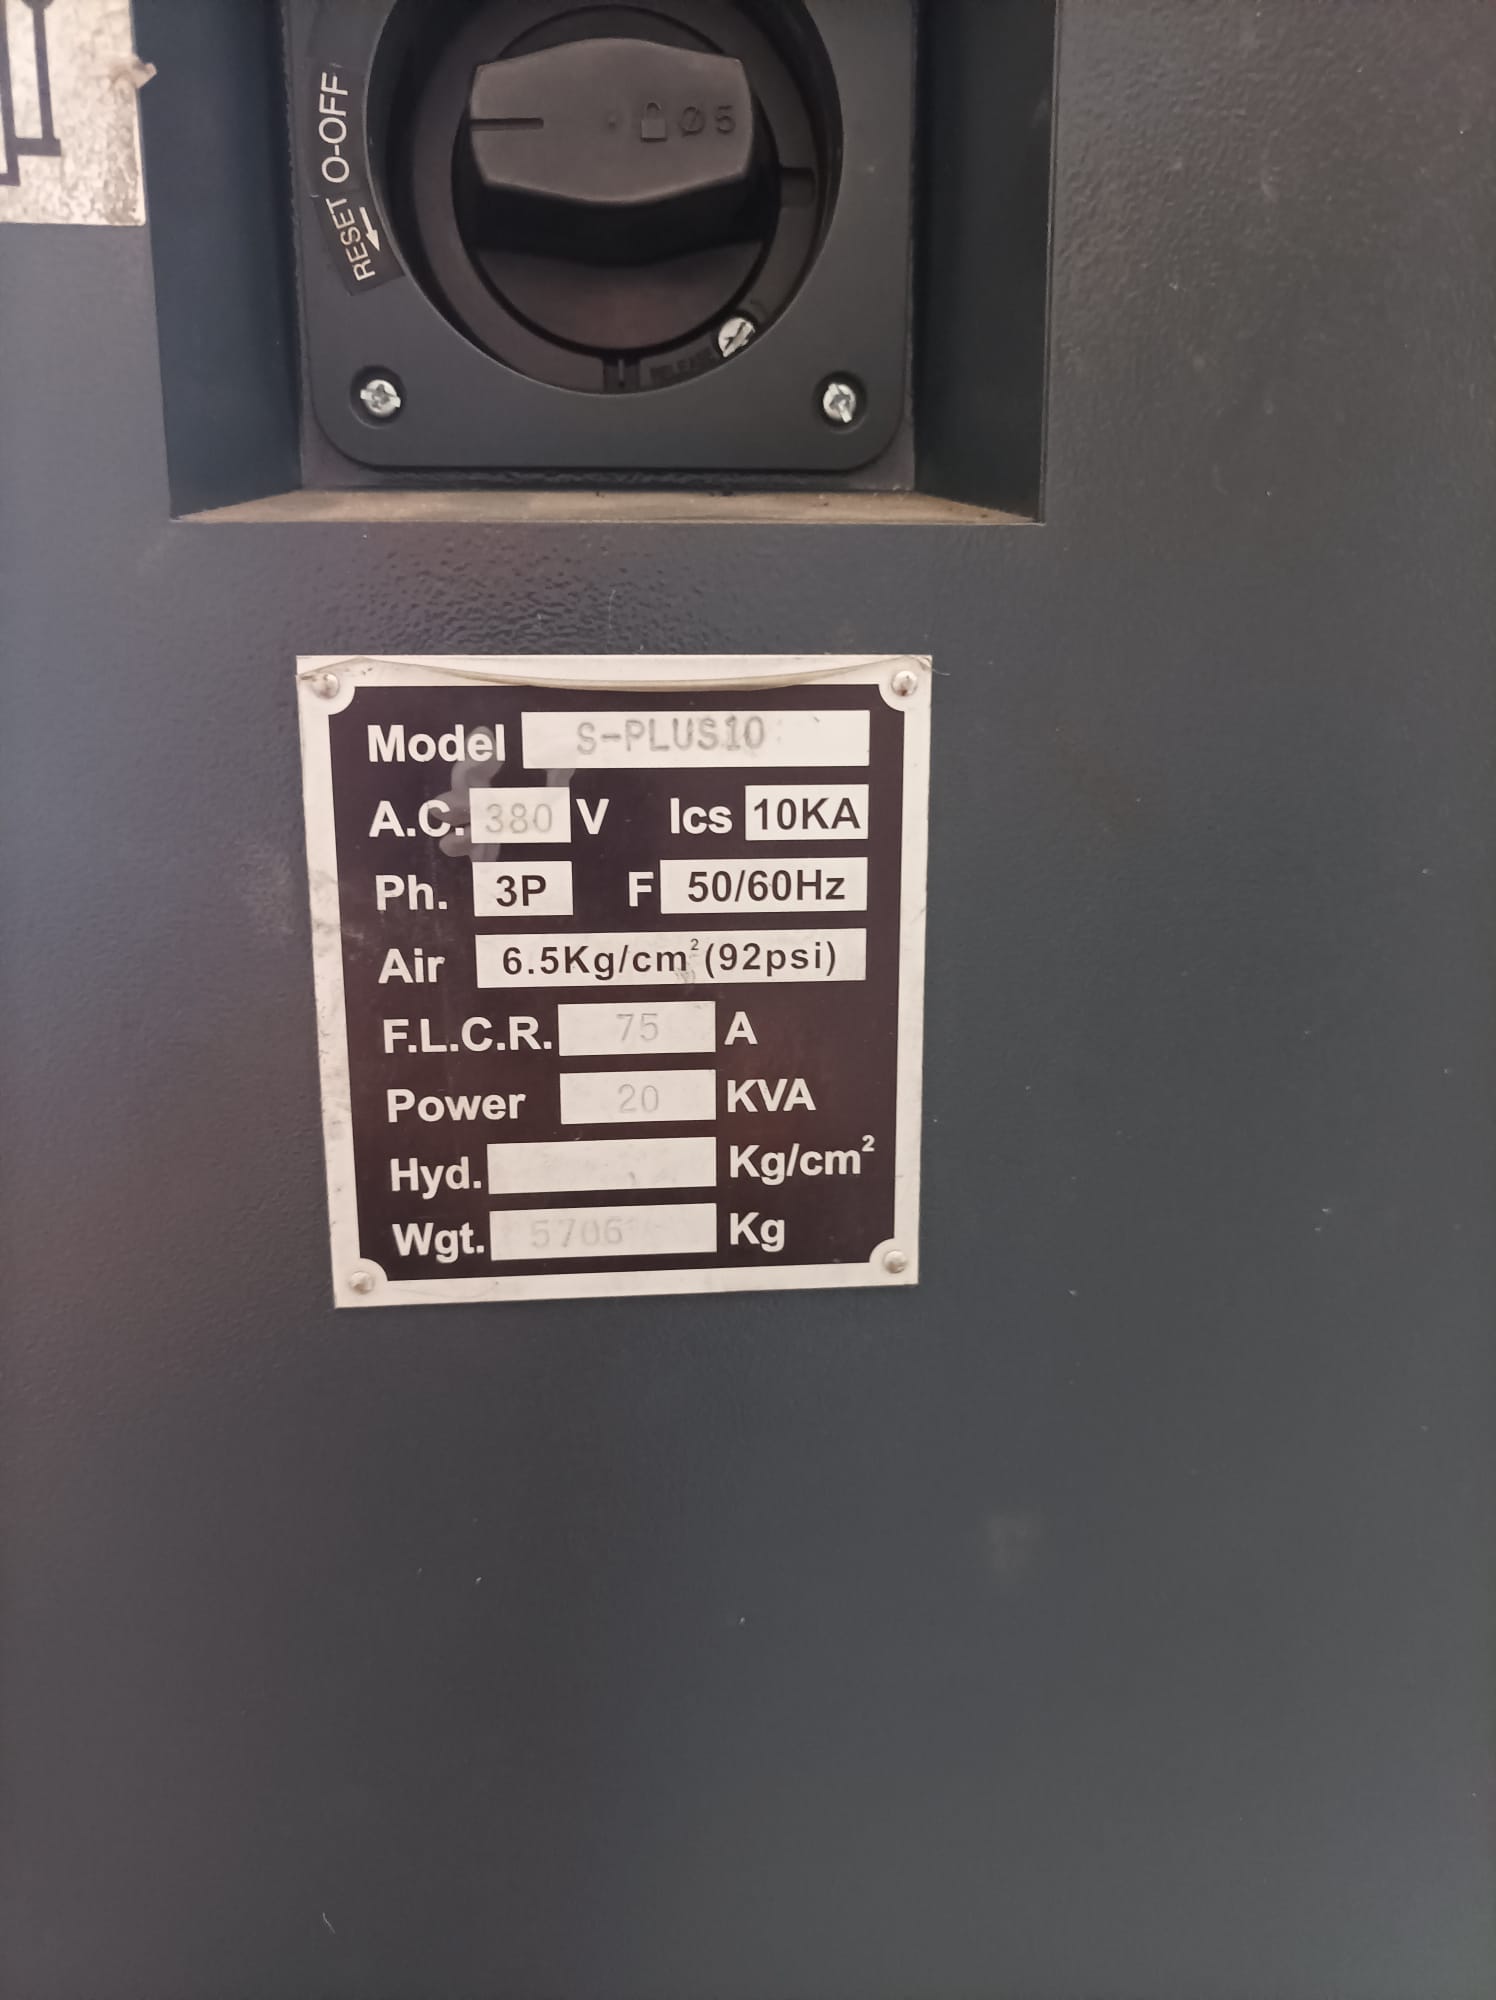 RESET O-OFF
Ø5
RELEASE
Model S-PLUS10
A.C. 380 V Ics 10KA
Ph. 3P F 50/60Hz
Air 6.5Kg/cm²(92psi)
F.L.C.R. 75 A
Power 20 KVA
Hyd. Kg/cm²
Wgt. 5706 Kg